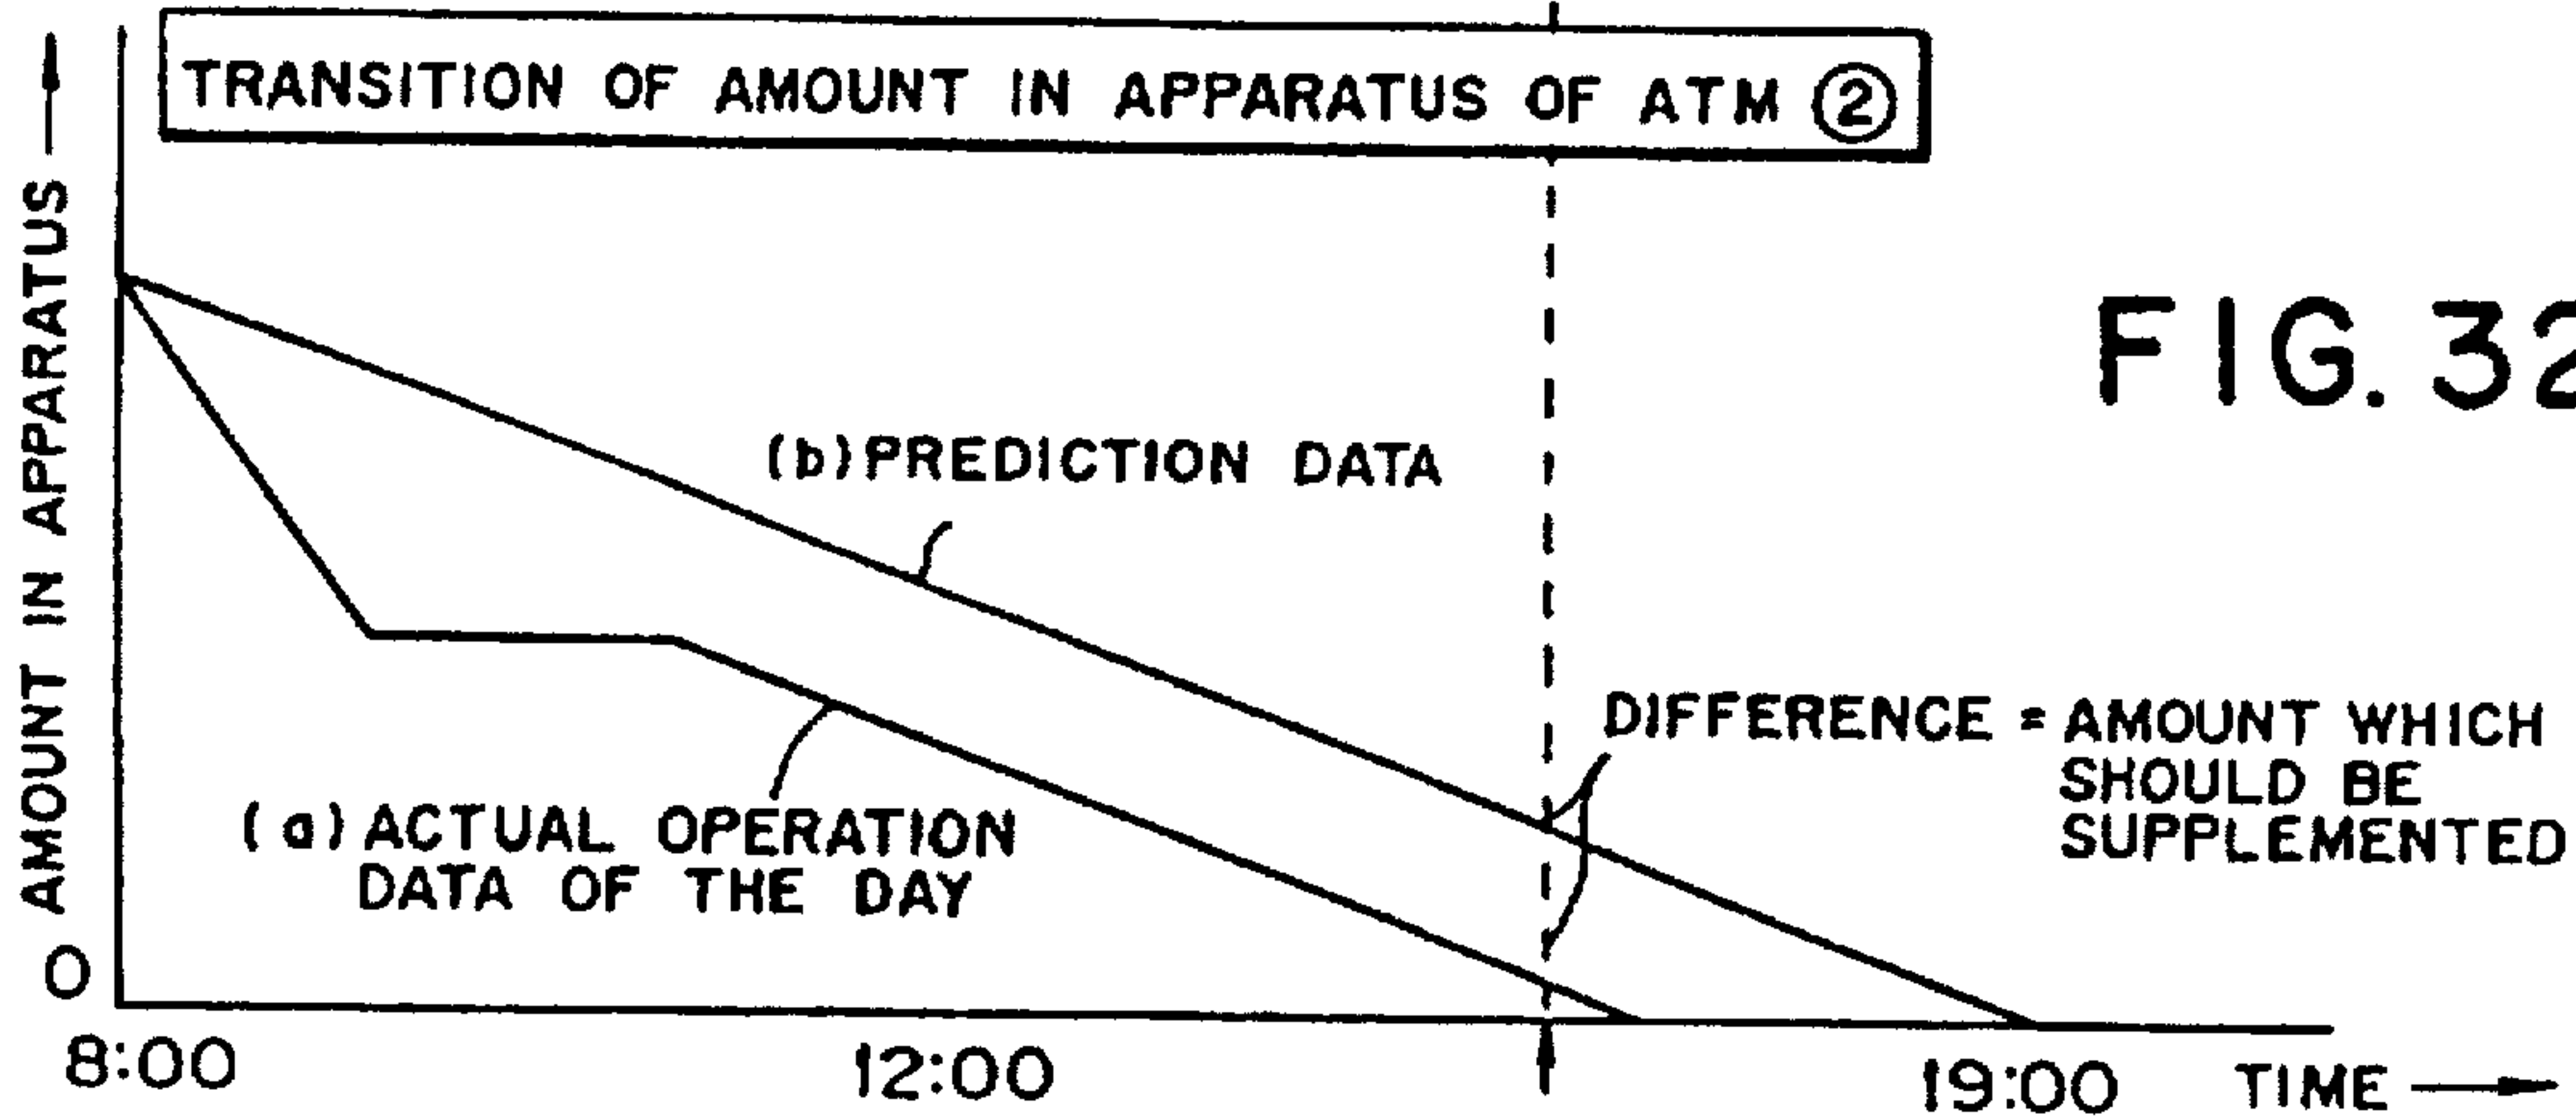 TRANSITION OF AMOUNT IN APPARATUS OF ATM ②
AMOUNT IN APPARATUS
FIG. 32
(b) PREDICTION DATA
DIFFERENCE = AMOUNT WHICH
SHOULD BE
SUPPLEMENTED
(a) ACTUAL OPERATION
DATA OF THE DAY
0
8:00
12:00
19:00
TIME